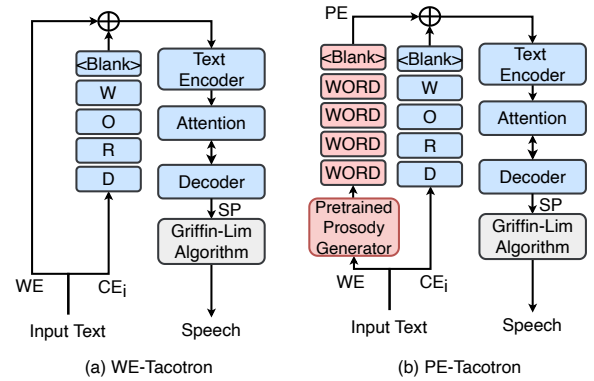 <Blank>
W
O
R
D
Text
Encoder
Attention
Decoder
SP
Griffin-Lim
Algorithm
WE
CEi
Input Text
Speech
(a) WE-Tacotron
PE
<Blank>
WORD
WORD
WORD
WORD
Pretrained
Prosody
Generator
<Blank>
W
O
R
D
Text
Encoder
Attention
Decoder
SP
Griffin-Lim
Algorithm
WE
CEi
Input Text
Speech
(b) PE-Tacotron